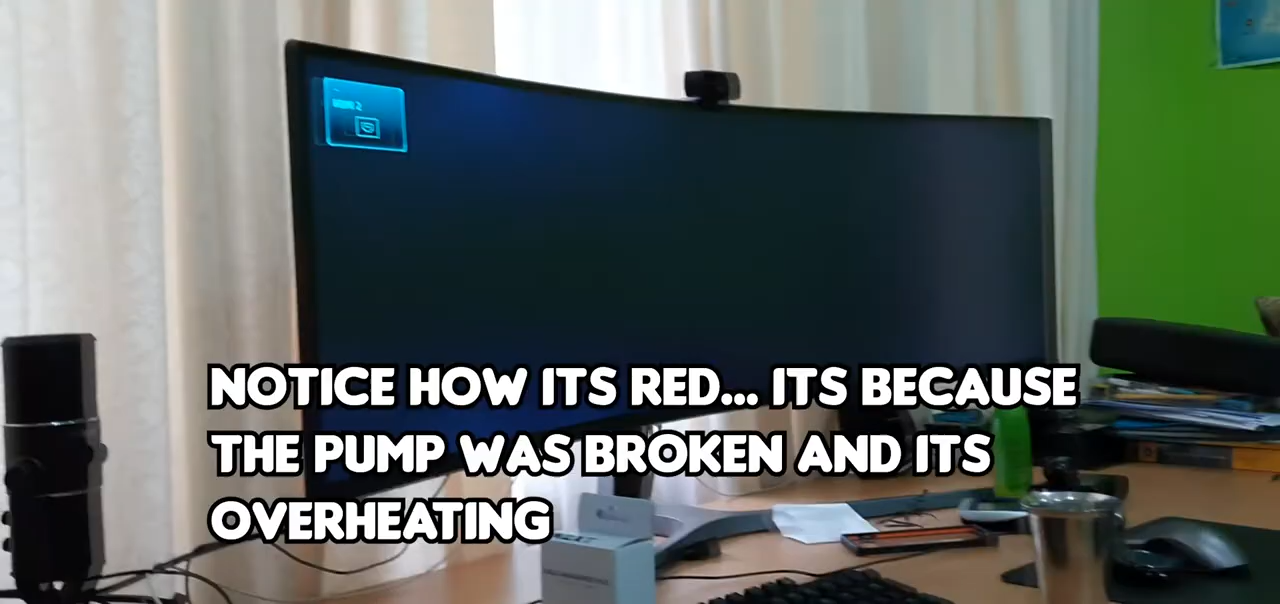 NOTICE HOW ITS RED... ITS BECAUSE
THE PUMP WAS BROKEN AND ITS
OVERHEATING